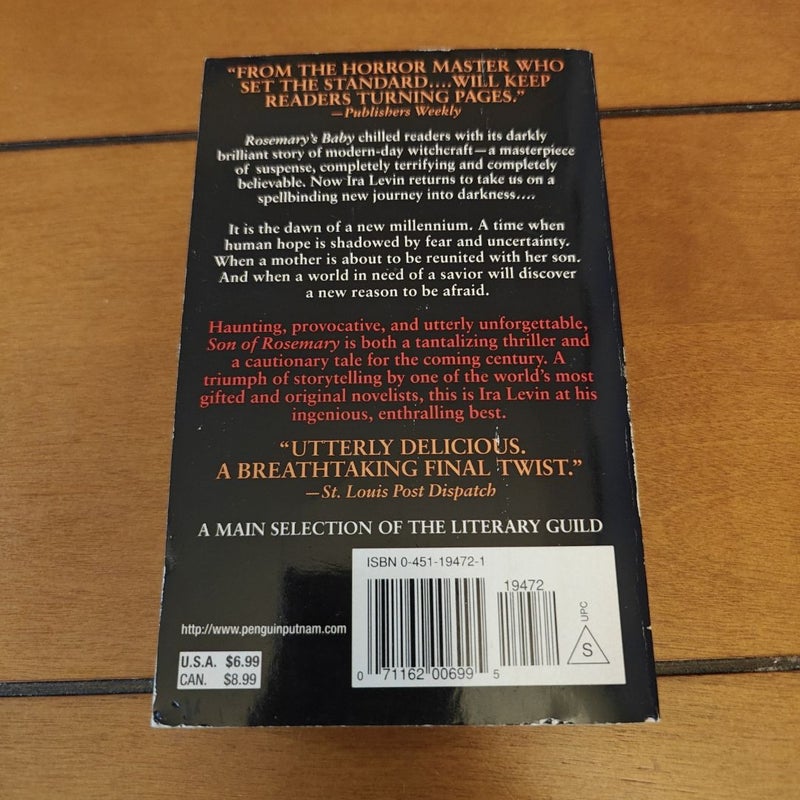 “FROM THE HORROR MASTER WHO
SET THE STANDARD....WILL KEEP
READERS TURNING PAGES.”
—Publishers Weekly
Rosemary's Baby chilled readers with its darkly
brilliant story of modern-day witchcraft—a masterpiece
of suspense, completely terrifying and completely
believable. Now Ira Levin returns to take us on a
spellbinding new journey into darkness....
It is the dawn of a new millennium. A time when
human hope is shadowed by fear and uncertainty.
When a mother is about to be reunited with her son.
And when a world in need of a savior will discover
a new reason to be afraid.
Haunting, provocative, and utterly unforgettable,
Son of Rosemary is both a tantalizing thriller and
a cautionary tale for the coming century. A
triumph of storytelling by one of the world's most
gifted and original novelists, this is Ira Levin at his
ingenious, enthralling best.
“UTTERLY DELICIOUS.
A BREATHTAKING FINAL TWIST.”
—St. Louis Post Dispatch
A MAIN SELECTION OF THE LITERARY GUILD
ISBN 0-451-19472-1
19472
UPC
S
0 71162 00699 5
http://www.penguinputnam.com
U.S.A. $6.99
CAN. $8.99